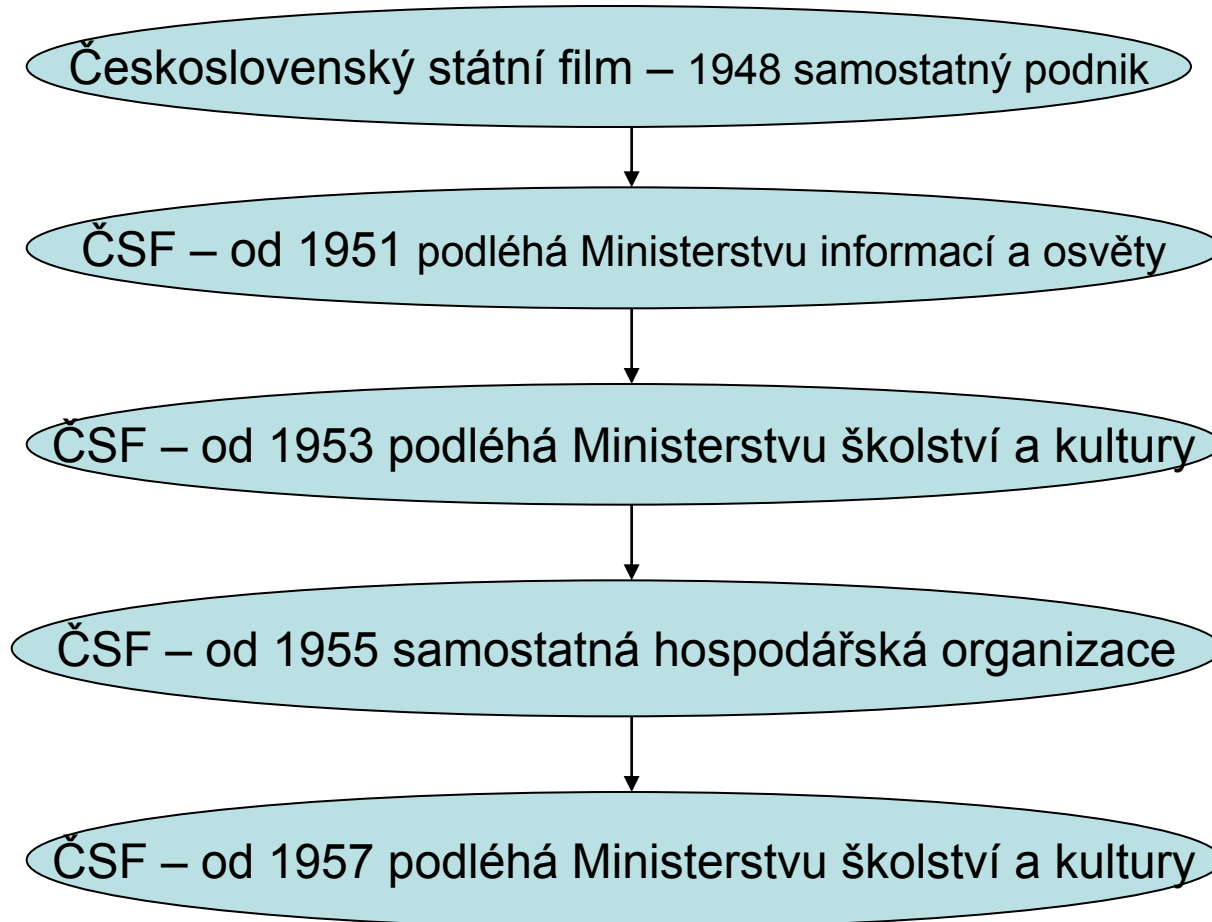 Československý státní film – 1948 samostatný podnik
ČSF – od 1951 podléhá Ministerstvu informací a osvěty
ČSF – od 1953 podléhá Ministerstvu školství a kultury
ČSF – od 1955 samostatná hospodářská organizace
ČSF – od 1957 podléhá Ministerstvu školství a kultury